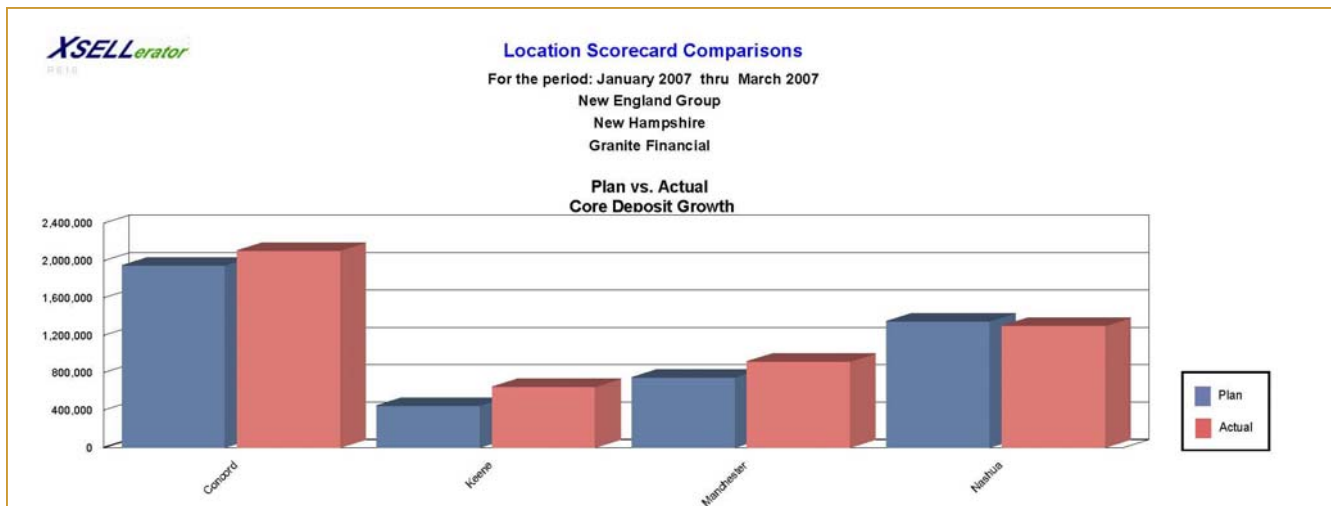 XSELLerator
Location Scorecard Comparisons
For the period: January 2007 thru March 2007
New England Group
New Hampshire
Granite Financial
Plan vs. Actual
Core Deposit Growth
2,400,000
2,000,000
1,600,000
1,200,000
800,000
400,000
0
Concord
Keene
Manchester
Nashua
Plan
Actual